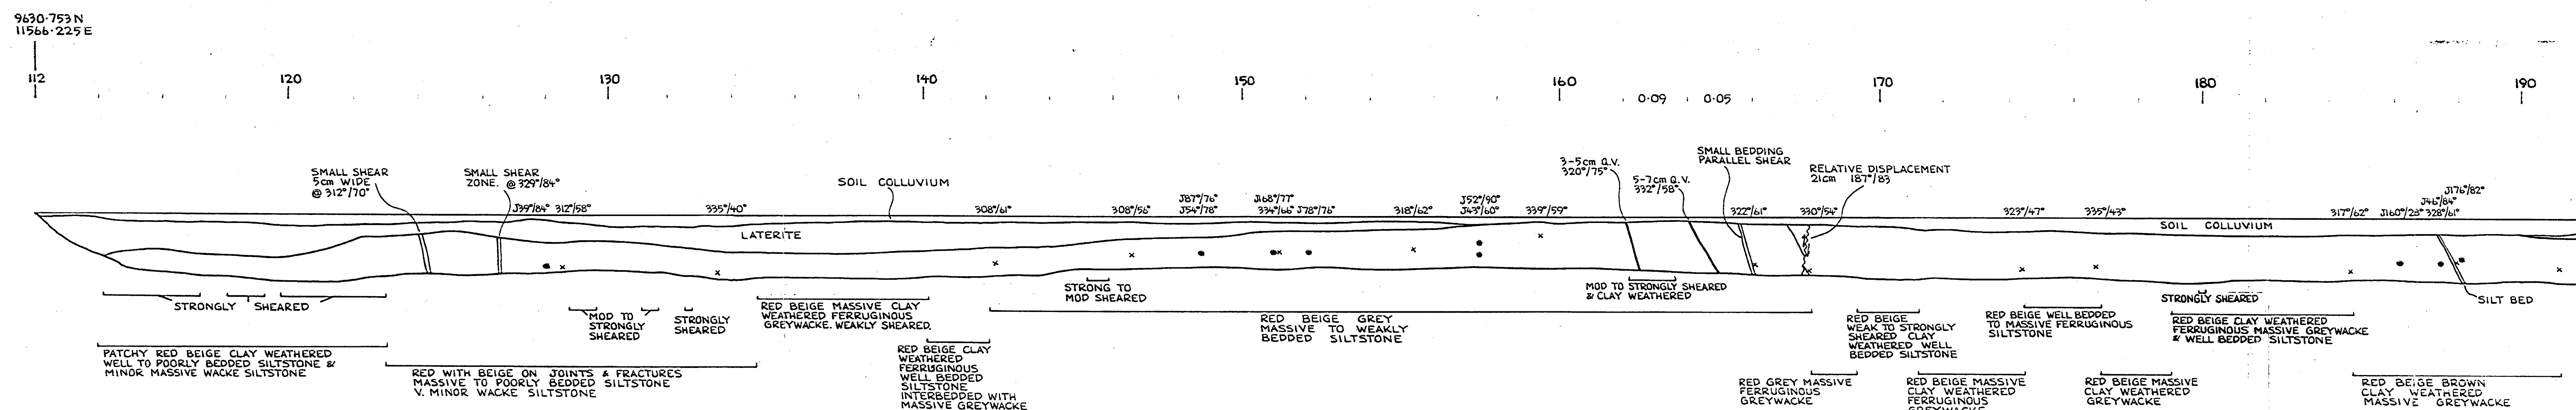 9630·753 N
11566·225 E
112
120
130
140
150
160
170
180
190
0·09
0·05
SMALL SHEAR
5cm WIDE
@ 312°/70°
SMALL SHEAR
ZONE. @ 329°/84°
SOIL COLLUVIUM
3-5cm Q.V.
320°/75°
5-7cm Q.V.
332°/58°
SMALL BEDDING
PARALLEL SHEAR
RELATIVE DISPLACEMENT
21cm 187°/83
J39°/84° 312°/58°
335°/40°
308°/61°
308°/56°
J87°/76°
J54°/78°
J168°/77°
334°/66° J78°/76°
318°/62°
J52°/90°
J43°/60°
339°/59°
322°/61°
330°/54°
323°/47°
335°/43°
317°/62°
J160°/23°
J176°/82°
J46°/84°
328°/61°
LATERITE
SOIL COLLUVIUM
STRONGLY SHEARED
MOD TO
STRONGLY
SHEARED
STRONGLY
SHEARED
RED BEIGE MASSIVE CLAY
WEATHERED FERRUGINOUS
GREYWACKE. WEAKLY SHEARED.
STRONG TO
MOD SHEARED
RED BEIGE GREY
MASSIVE TO WEAKLY
BEDDED SILTSTONE
MOD TO STRONGLY SHEARED
& CLAY WEATHERED
RED BEIGE
WEAK TO STRONGLY
SHEARED CLAY
WEATHERED WELL
BEDDED SILTSTONE
RED BEIGE WELL BEDDED
TO MASSIVE FERRUGINOUS
SILTSTONE
STRONGLY SHEARED
RED BEIGE CLAY WEATHERED
FERRUGINOUS MASSIVE GREYWACKE
& WELL BEDDED SILTSTONE
SILT BED
PATCHY RED BEIGE CLAY WEATHERED
WELL TO POORLY BEDDED SILTSTONE &
MINOR MASSIVE WACKE SILTSTONE
RED WITH BEIGE ON JOINTS & FRACTURES
MASSIVE TO POORLY BEDDED SILTSTONE
V. MINOR WACKE SILTSTONE
RED BEIGE CLAY
WEATHERED
FERRUGINOUS
WELL BEDDED
SILTSTONE
INTERBEDDED WITH
MASSIVE GREYWACKE
RED GREY MASSIVE
FERRUGINOUS
GREYWACKE
RED BEIGE MASSIVE
CLAY WEATHERED
FERRUGINOUS
GREYWACKE
RED BEIGE MASSIVE
CLAY WEATHERED
GREYWACKE
RED BEIGE BROWN
CLAY WEATHERED
MASSIVE GREYWACKE